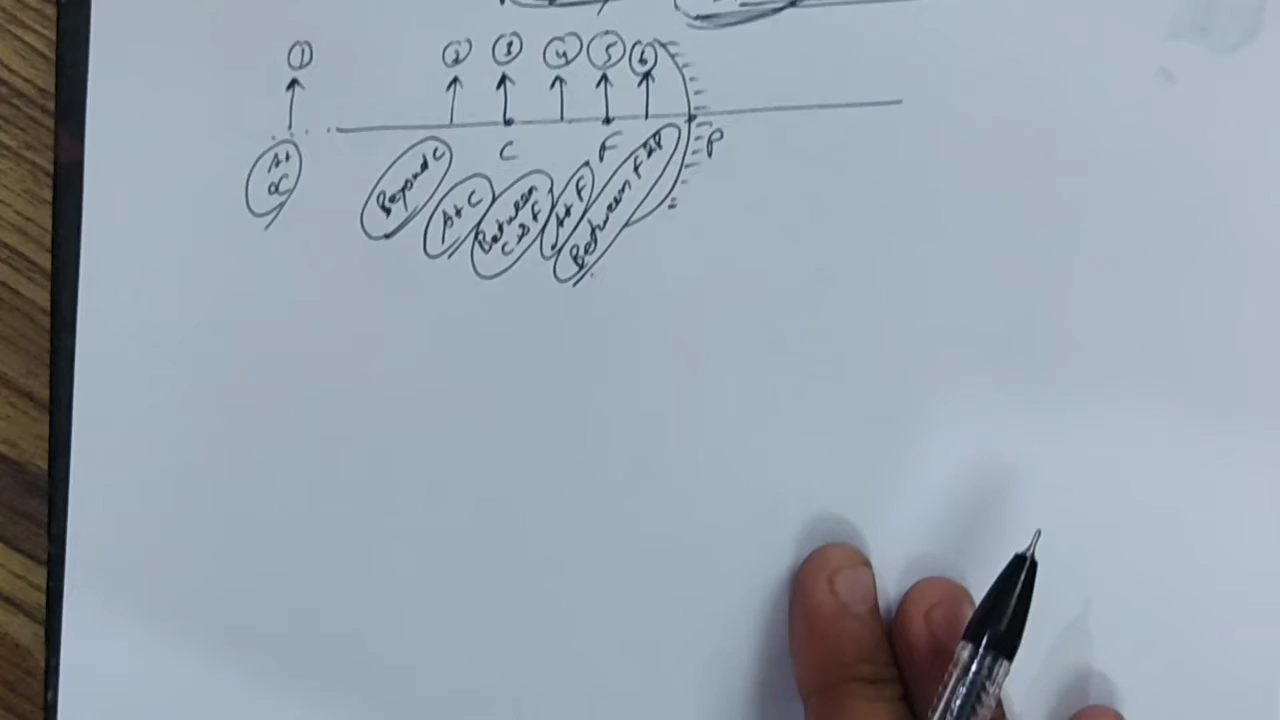 1 2 3 4 5 6
C F P
At
∝
Beyond C
At C
Between
C & F
At F
Between F & P